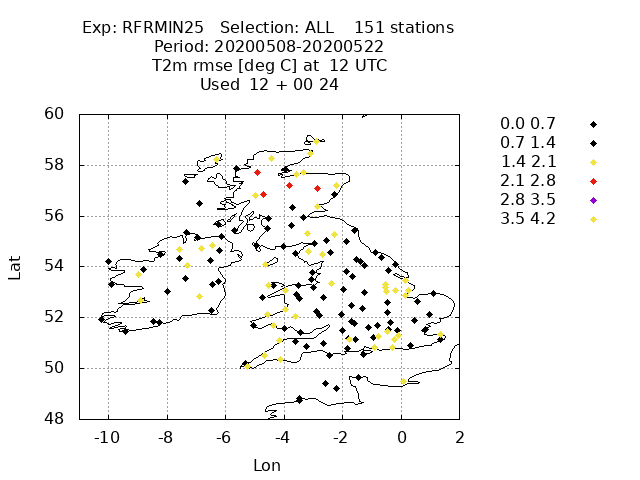 Exp: RFRMIN25 Selection: ALL 151 stations
Period: 20200508-20200522
T2m rmse [deg C] at 12 UTC
Used 12 + 00 24
60
58
56
54
52
50
48
Lat
-10 -8 -6 -4 -2 0 2
Lon
0.0 0.7
0.7 1.4
1.4 2.1
2.1 2.8
2.8 3.5
3.5 4.2